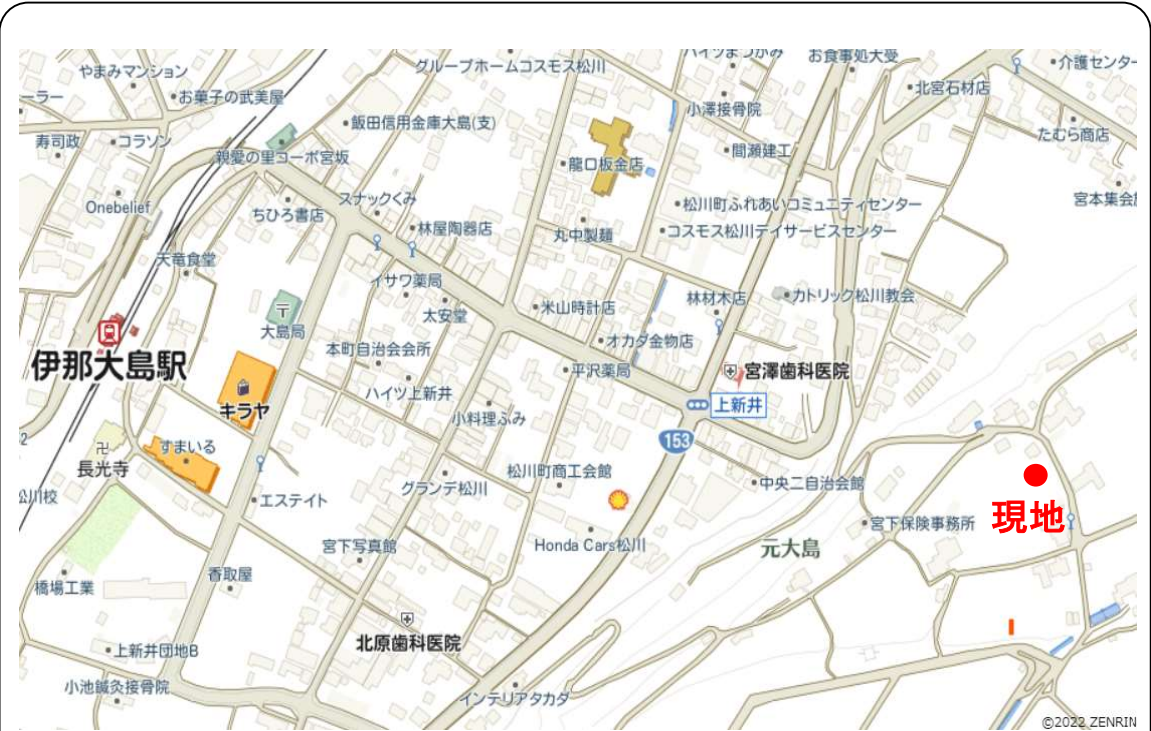 やまみマンション
グループホームコスモス松川
お食事処大受
介護センター
お菓子の武美屋
北宮石材店
ーラー
小澤接骨院
飯田信用金庫大島(支)
寿司政
コラソン
たむら商店
間瀬建工
親愛の里コーポ宮坂
龍口板金店
スナックくみ
宮本集会
Onebelief
ちひろ書店
松川町ふれあいコミュニティセンター
林屋陶器店
丸中製麺
コスモス松川デイサービスセンター
天竜食堂
イサワ薬局
林材木店
カトリック松川教会
太安堂
米山時計店
大島局
オカダ金物店
本町自治会会所
伊那大島駅
平沢薬局
宮澤歯科医院
ハイツ上新井
上新井
キラヤ
小料理ふみ
153
すまいる
長光寺
松川町商工会館
グランデ松川
中央二自治会館
松川校
エステイト
現地
宮下保険事務所
宮下写真館
Honda Cars松川
元大島
香取屋
橋場工業
北原歯科医院
上新井団地B
小池鍼灸接骨院
インテリアタカダ
©2022 ZENRIN